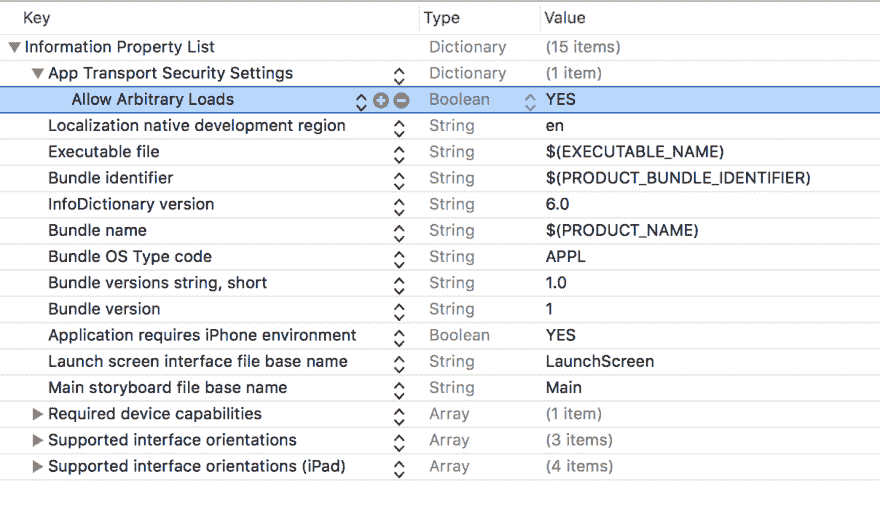 Key Type Value
Information Property List Dictionary (15 items)
App Transport Security Settings Dictionary (1 item)
Allow Arbitrary Loads Boolean YES
Localization native development region String en
Executable file String $(EXECUTABLE_NAME)
Bundle identifier String $(PRODUCT_BUNDLE_IDENTIFIER)
InfoDictionary version String 6.0
Bundle name String $(PRODUCT_NAME)
Bundle OS Type code String APPL
Bundle versions string, short String 1.0
Bundle version String 1
Application requires iPhone environment Boolean YES
Launch screen interface file base name String LaunchScreen
Main storyboard file base name String Main
Required device capabilities Array (1 item)
Supported interface orientations Array (3 items)
Supported interface orientations (iPad) Array (4 items)